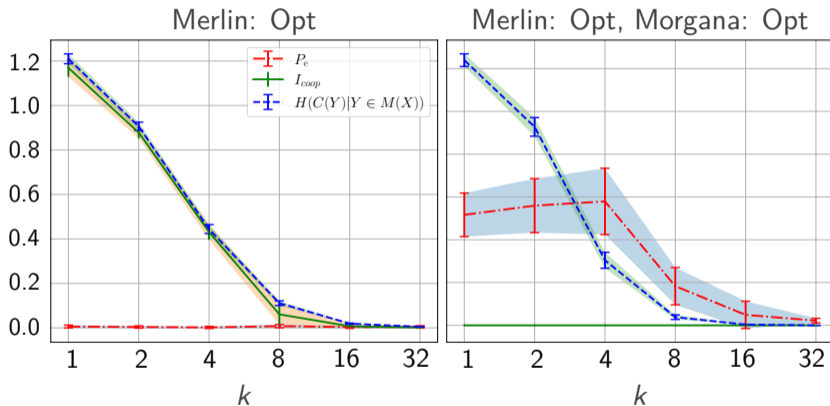 Merlin: Opt
Merlin: Opt, Morgana: Opt
P_e
I_coop
H(C(Y)|Y ∈ M(X))
1.2
1.0
0.8
0.6
0.4
0.2
0.0
1 2 4 8 16 32
1 2 4 8 16 32
k
k